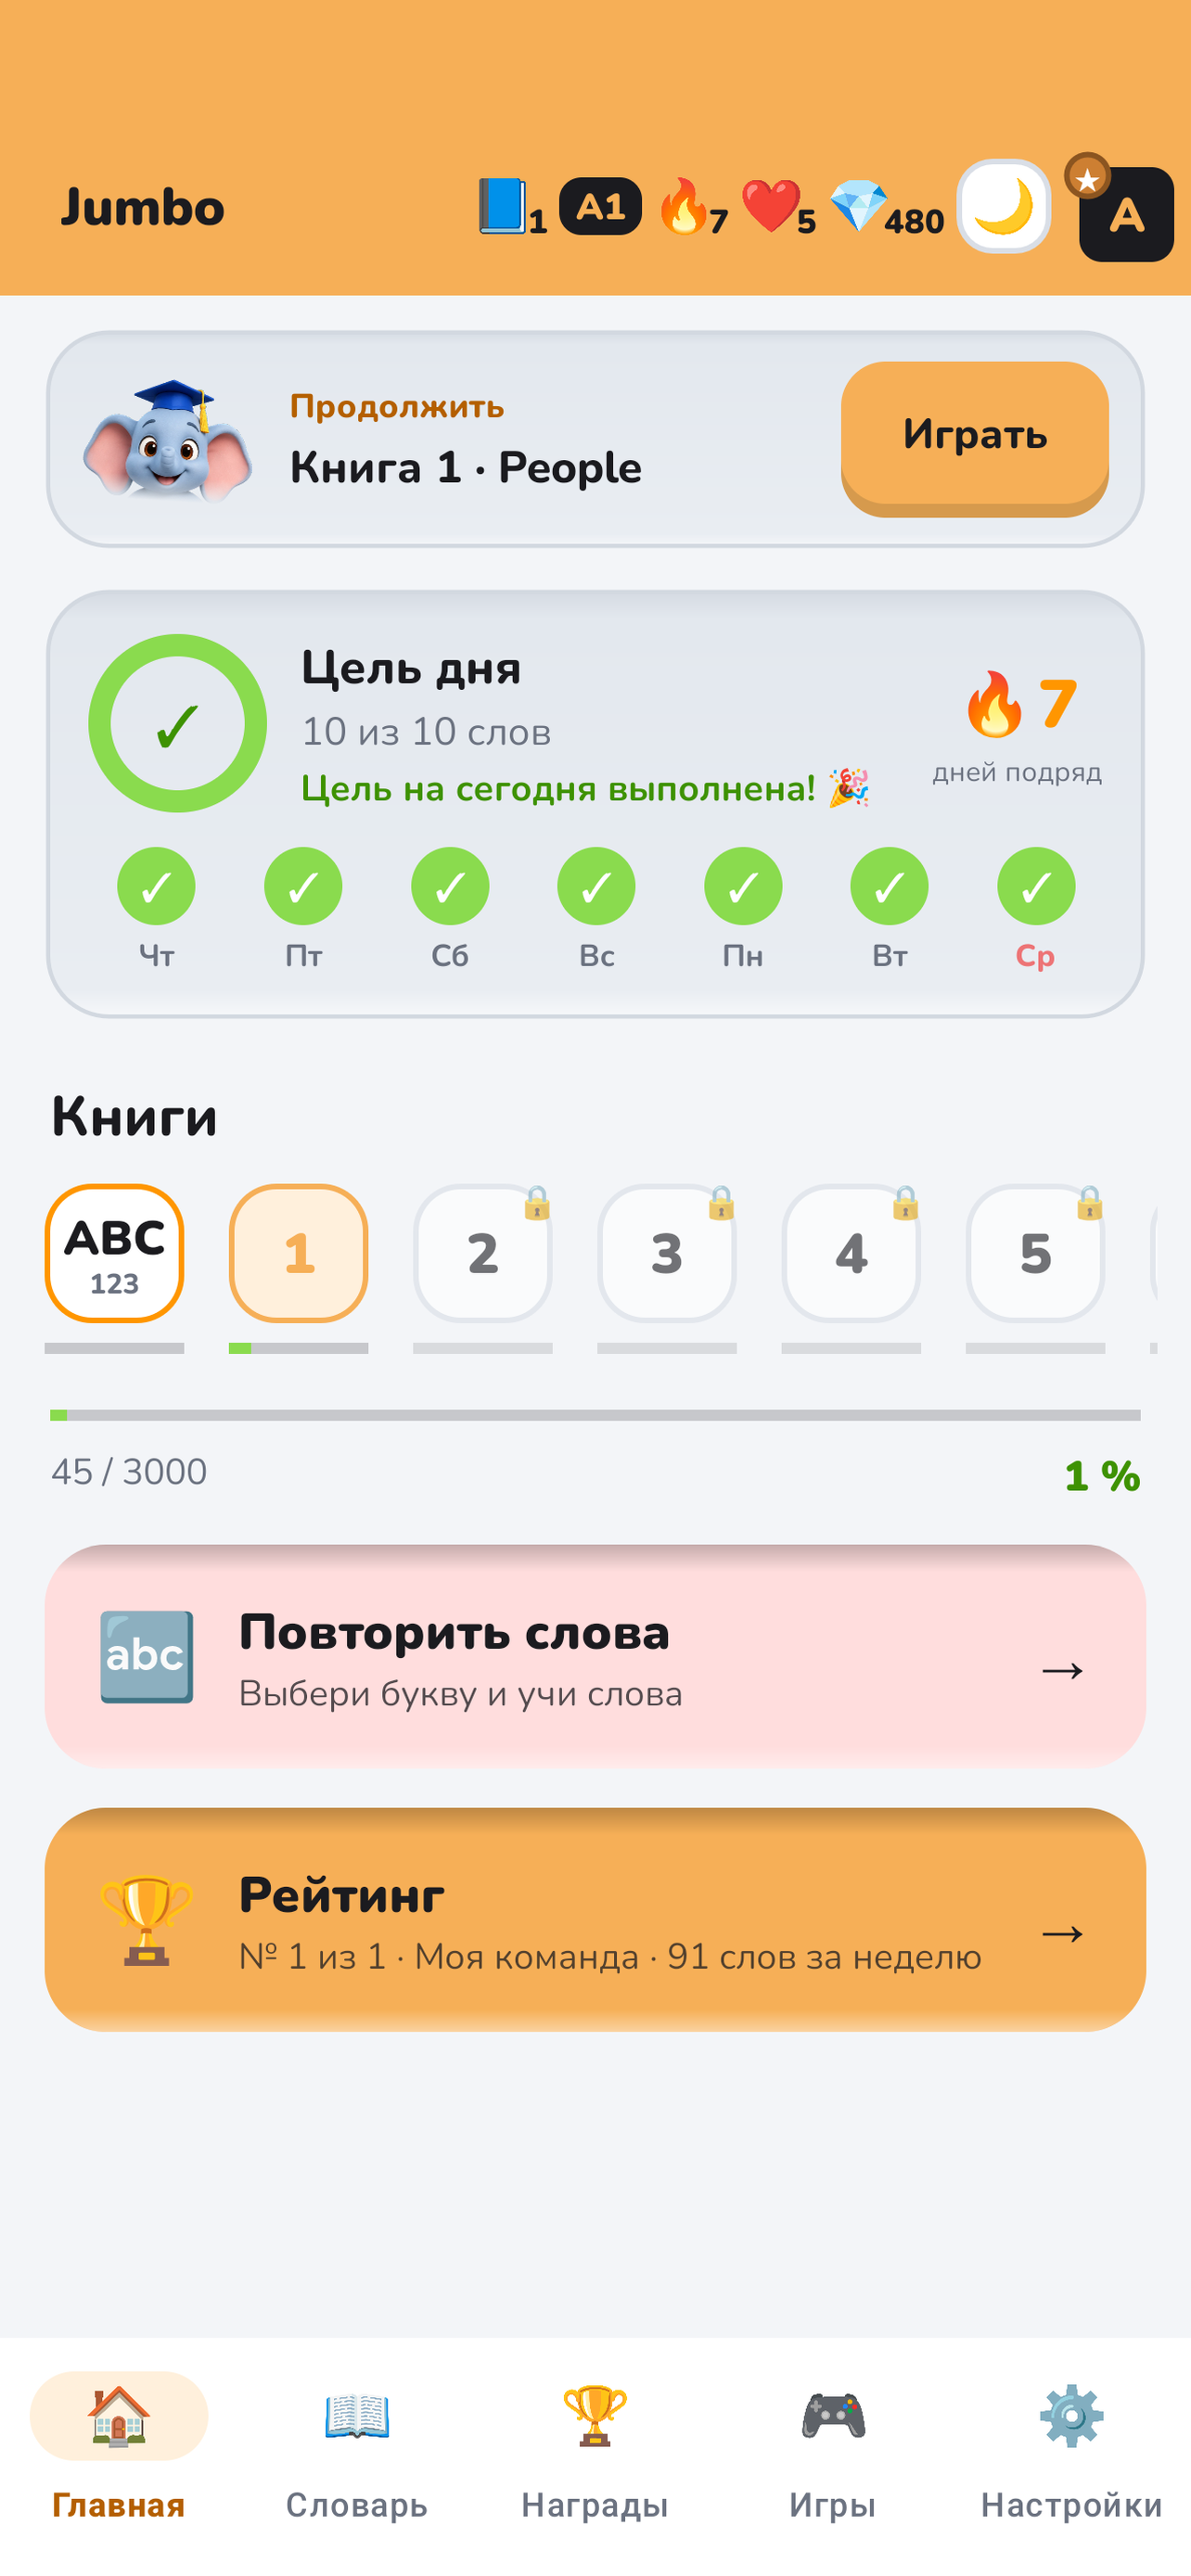 Jumbo
1 A1 7 5 480 A
Продолжить
Книга 1 · People
Играть
Цель дня
10 из 10 слов
Цель на сегодня выполнена!
7
дней подряд
Чт Пт Сб Вс Пн Вт Ср
Книги
ABC
123
1 2 3 4 5
45 / 3000
1 %
abc
Повторить слова
Выбери букву и учи слова
→
Рейтинг
№ 1 из 1 · Моя команда · 91 слов за неделю
→
Главная Словарь Награды Игры Настройки